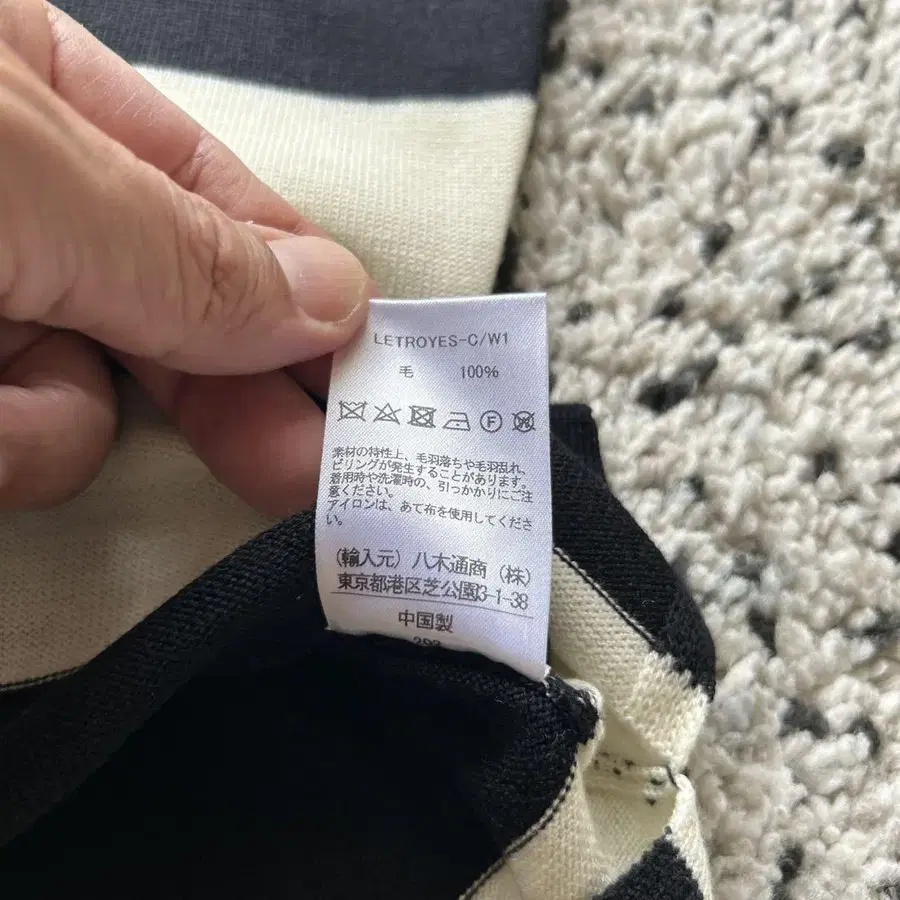 LETROYES-C/W1
毛 100%
F W
素材の特性上、毛羽落ちや毛羽乱れ、
ピリングが発生することがあります。
着用時や洗濯時の、引っかかりにご注
意ください。
アイロンは、あて布を使用してくださ
い。
(輸入元) 八木通商 (株)
東京都港区芝公園3-1-38
中国製